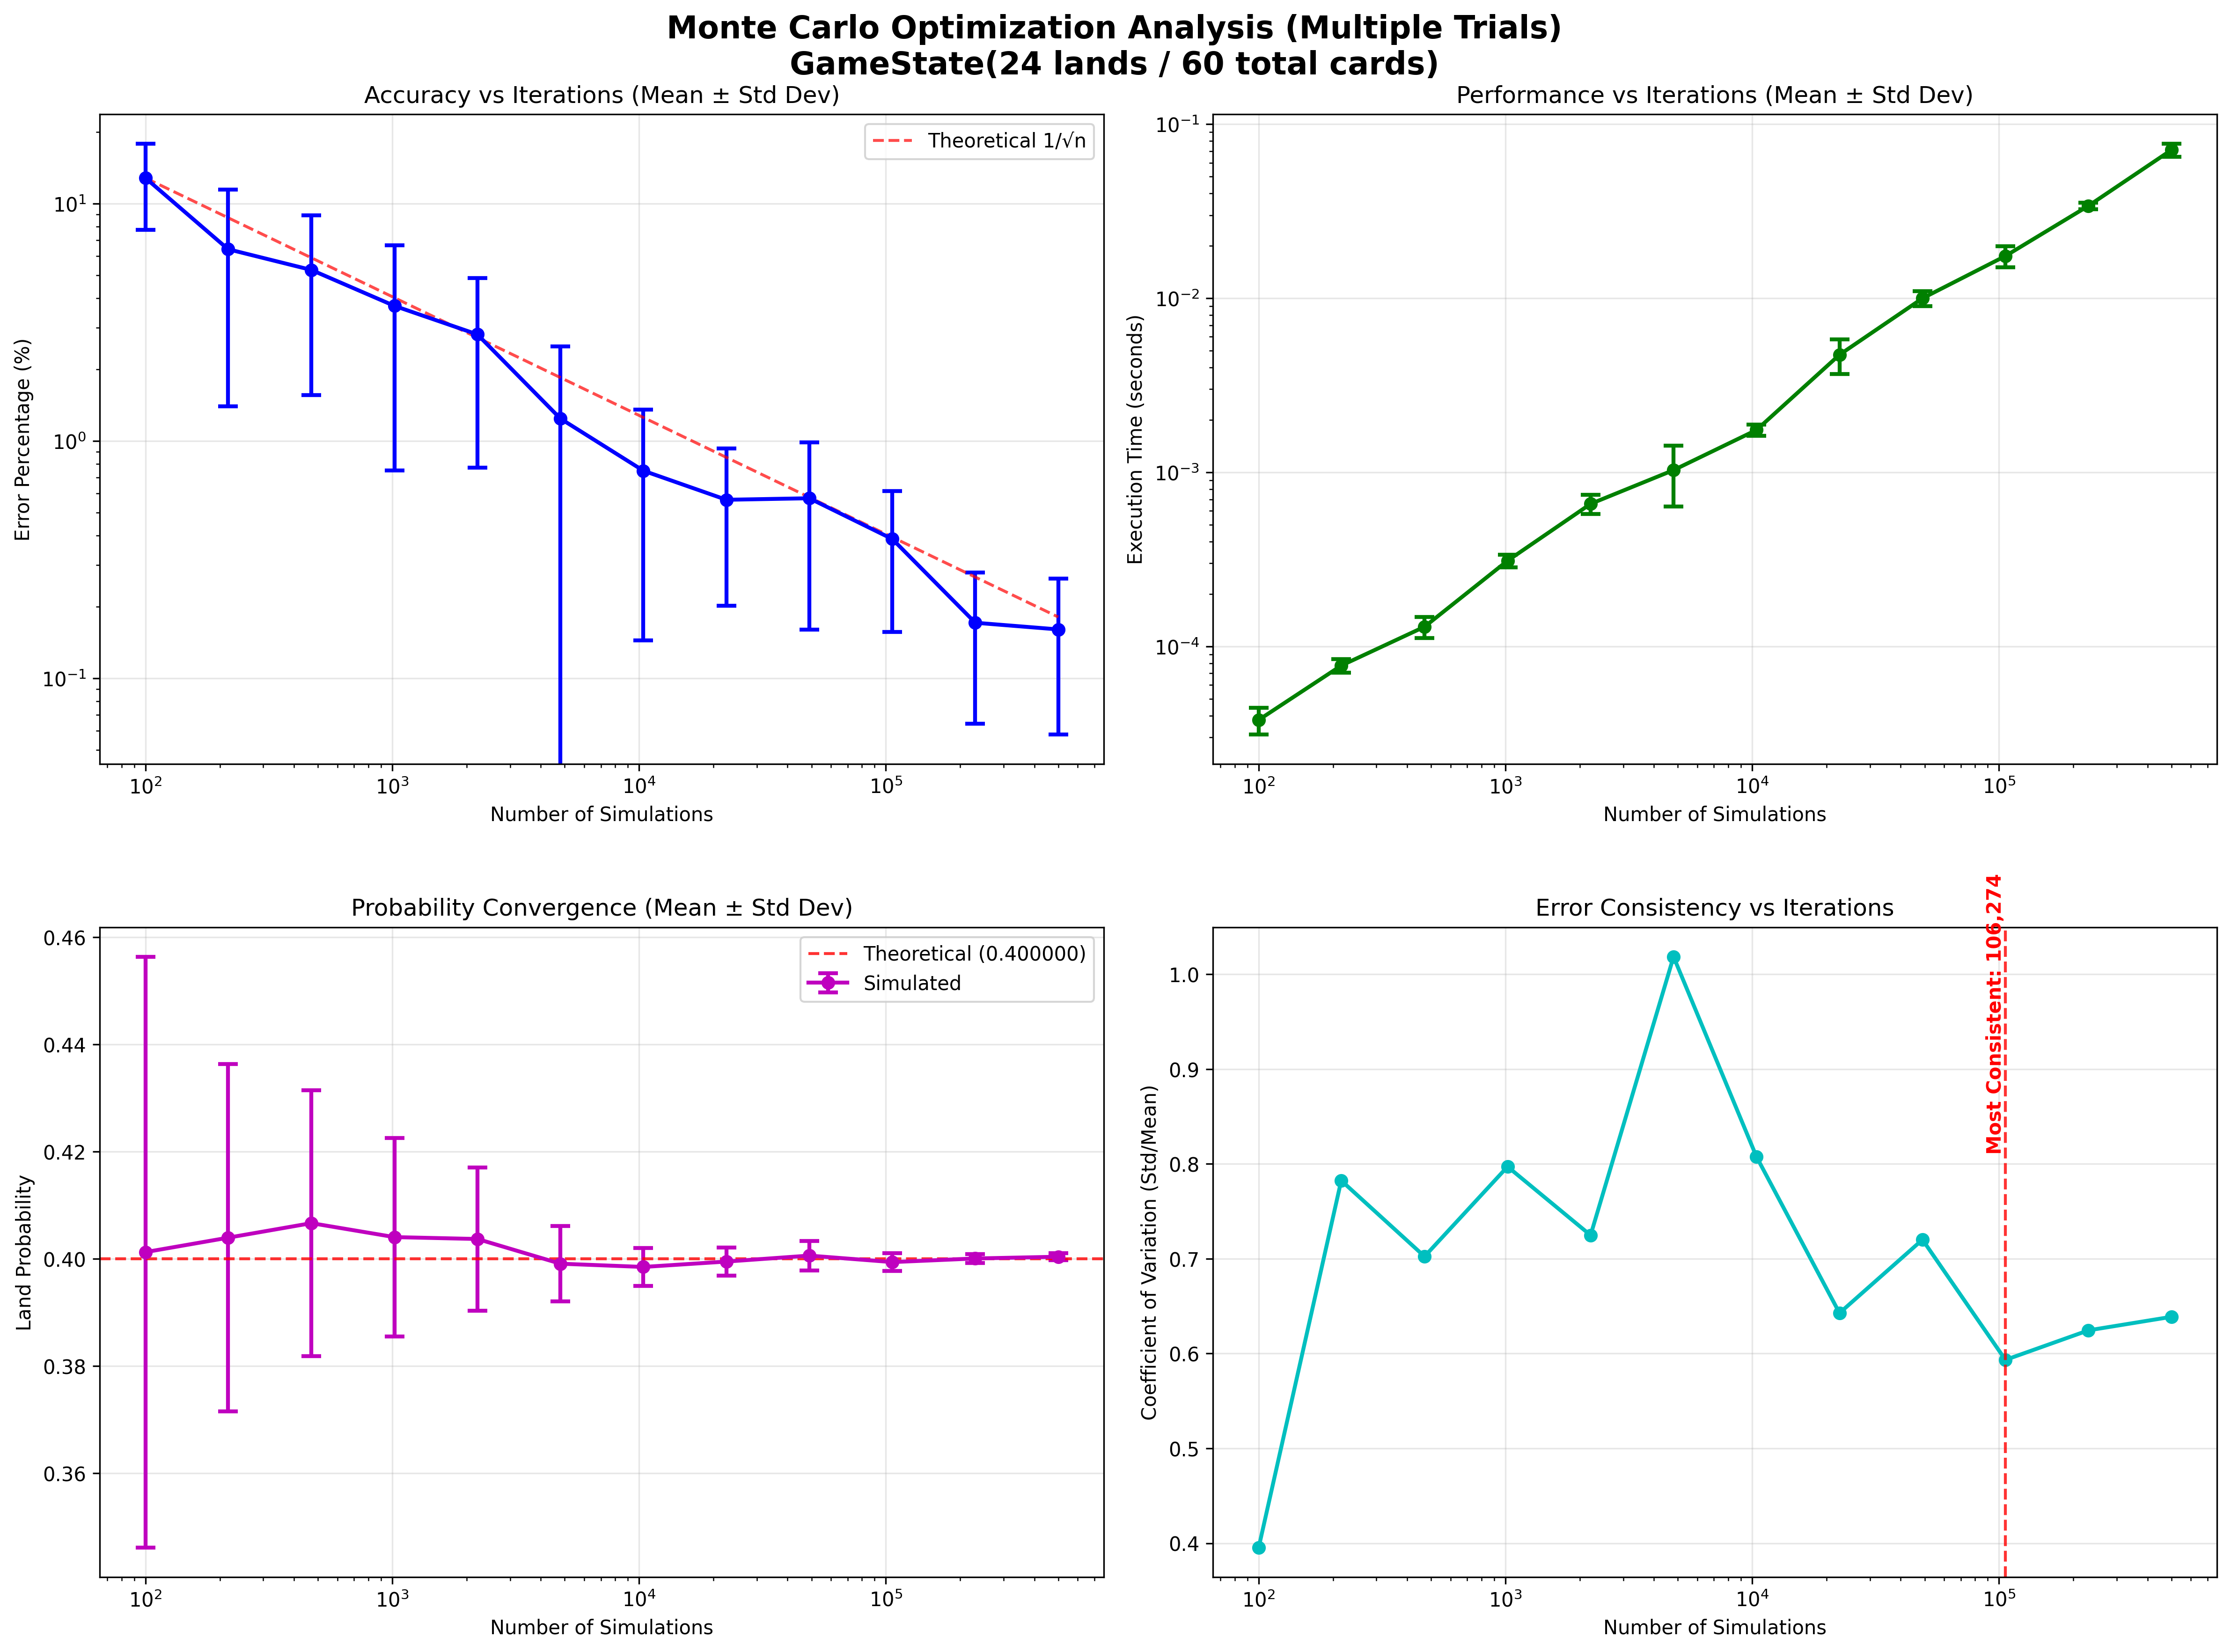 Monte Carlo Optimization Analysis (Multiple Trials)
GameState(24 lands / 60 total cards)
Accuracy vs Iterations (Mean ± Std Dev)
Theoretical 1/√n
Error Percentage (%)
10¹
10⁰
10⁻¹
10² 10³ 10⁴ 10⁵
Number of Simulations
Performance vs Iterations (Mean ± Std Dev)
Execution Time (seconds)
10⁻¹
10⁻²
10⁻³
10⁻⁴
10² 10³ 10⁴ 10⁵
Number of Simulations
Probability Convergence (Mean ± Std Dev)
Theoretical (0.400000)
Simulated
Land Probability
0.46
0.44
0.42
0.40
0.38
0.36
10² 10³ 10⁴ 10⁵
Number of Simulations
Error Consistency vs Iterations
Most Consistent: 106,274
Coefficient of Variation (Std/Mean)
1.0
0.9
0.8
0.7
0.6
0.5
0.4
10² 10³ 10⁴ 10⁵
Number of Simulations